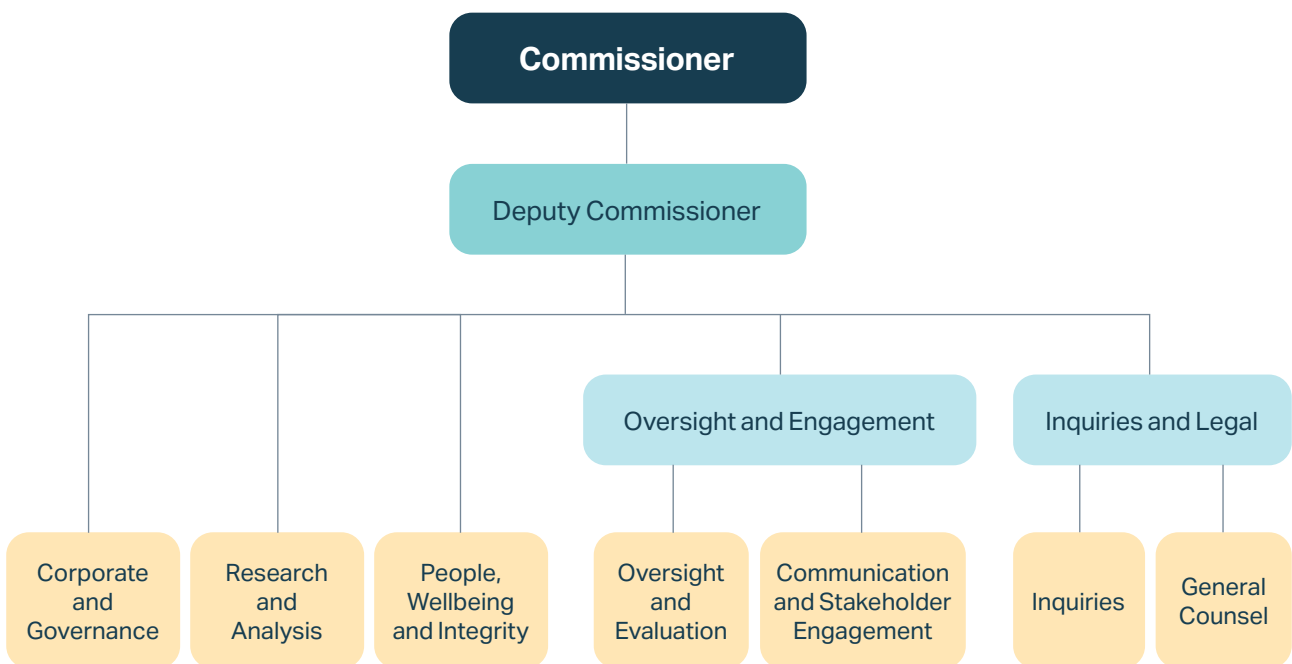 Commissioner
Deputy Commissioner
Oversight and Engagement
Inquiries and Legal
Corporate
and
Governance
Research
and
Analysis
People,
Wellbeing
and Integrity
Oversight
and
Evaluation
Communication
and Stakeholder
Engagement
Inquiries
General
Counsel